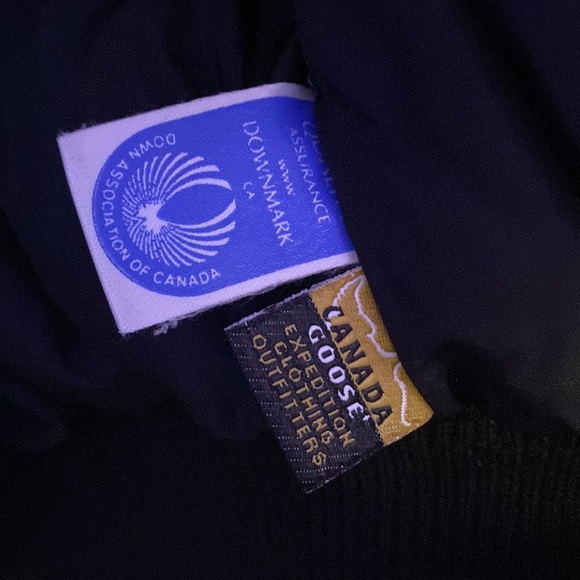 DOWN ASSOCIATION OF CANADA
ASSURANCE
WWW
DOWNMARK
CA
CANADA
GOOSE
EXPEDITION
CLOTHING
OUTFITTERS